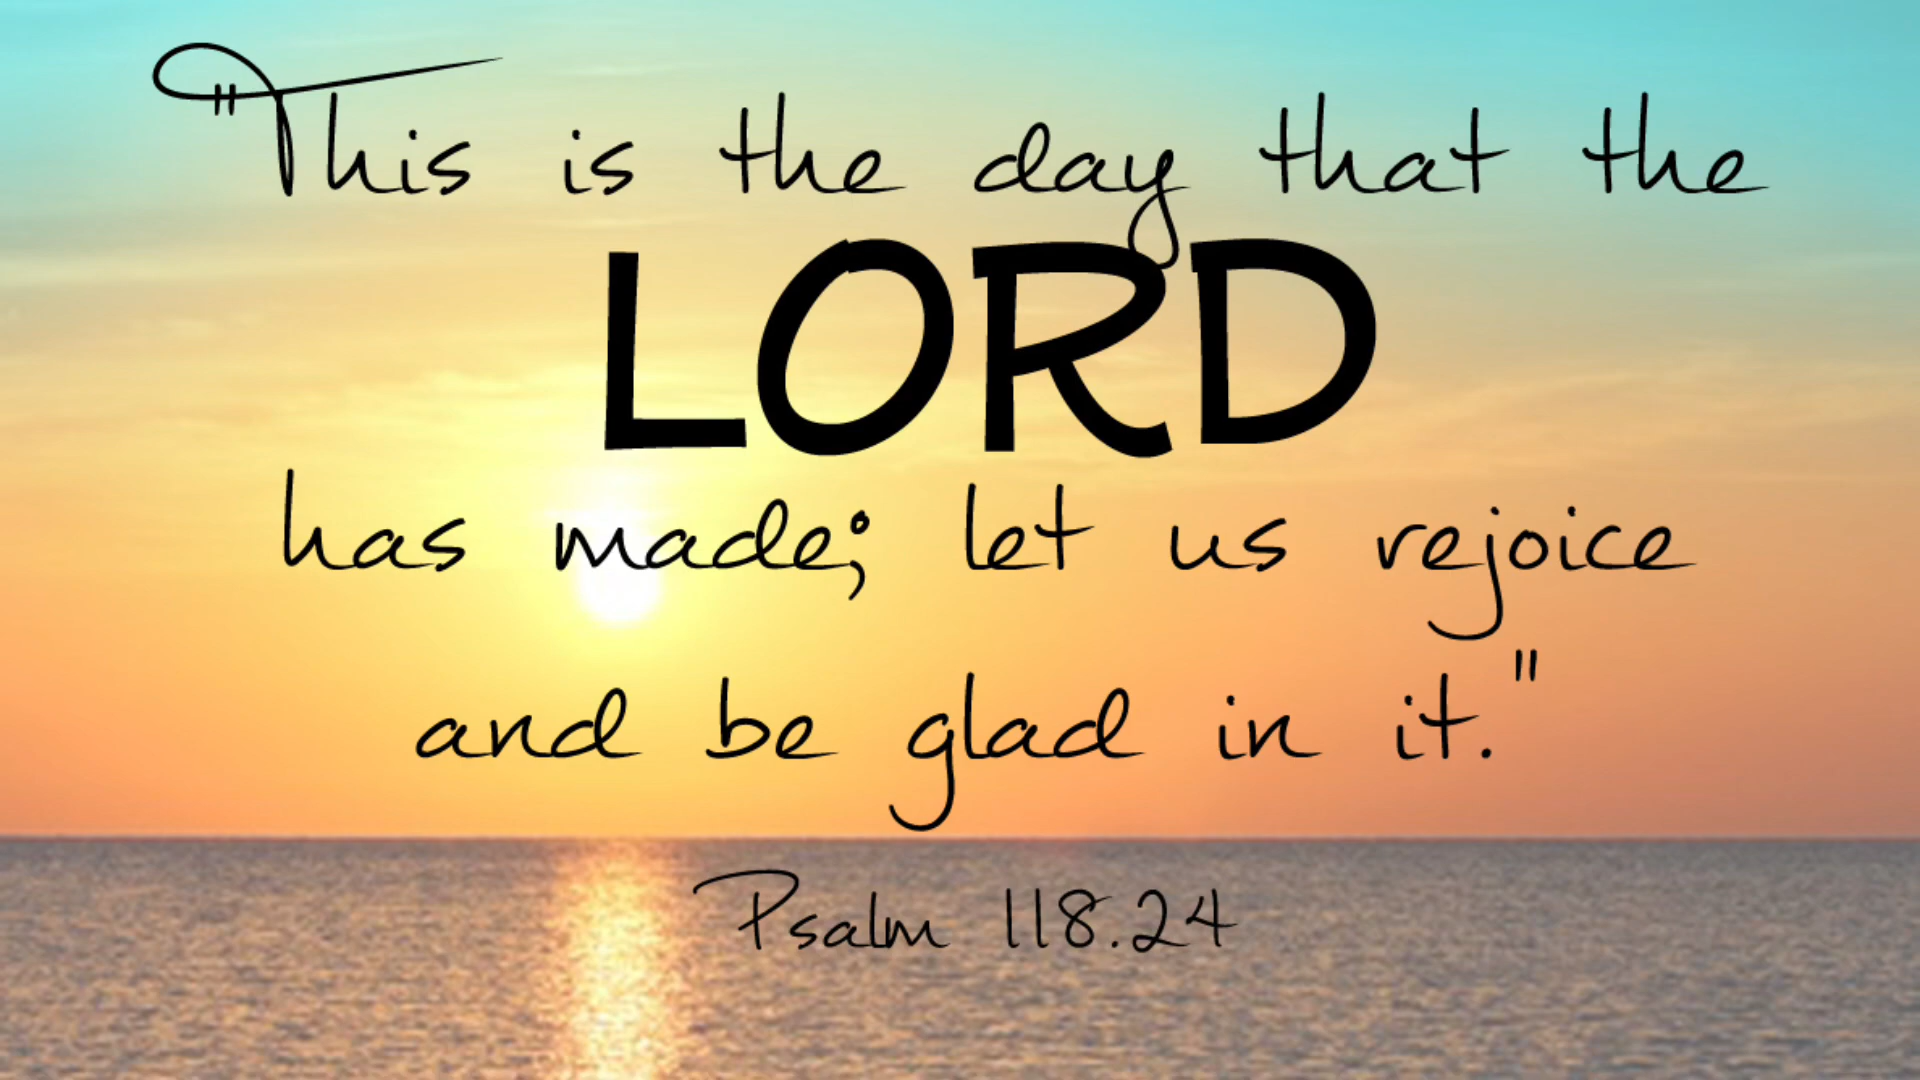 "This is the day that the
LORD
has made; let us rejoice
and be glad in it."
Psalm 118.24